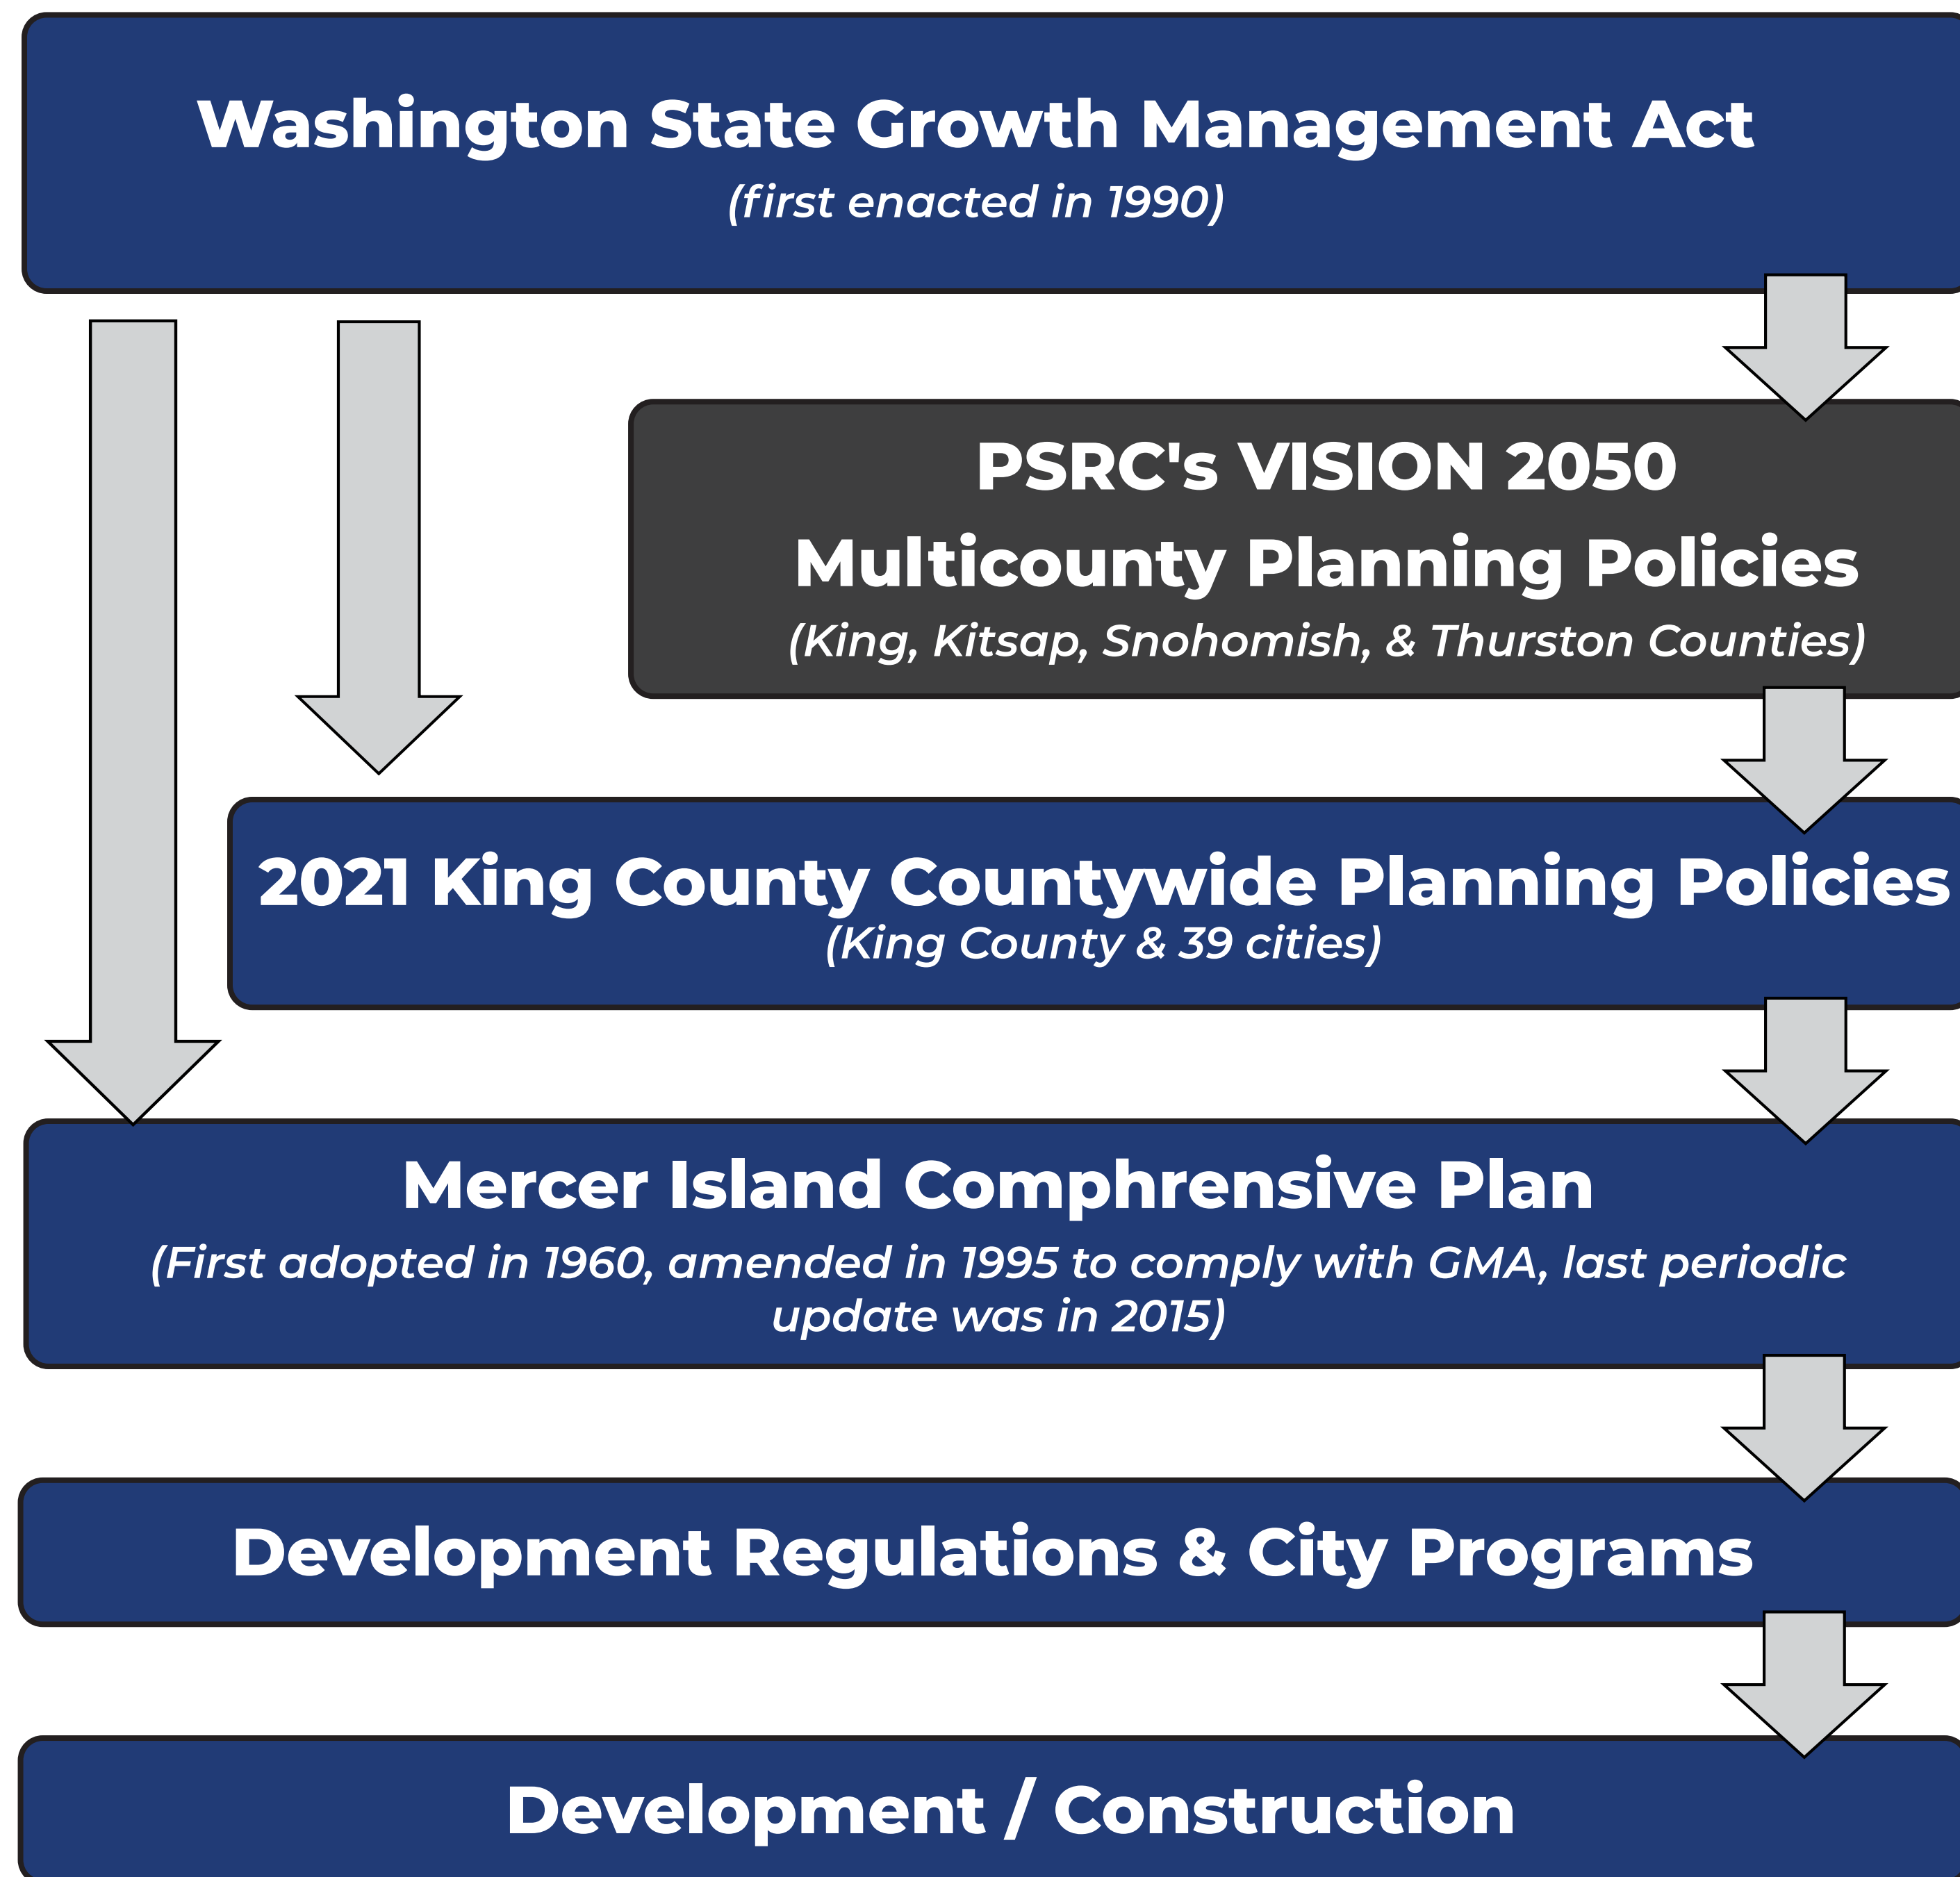 Washington State Growth Management Act
(first enacted in 1990)
PSRC's VISION 2050
Multicounty Planning Policies
(King, Kitsap, Snohomish, & Thurston Counties)
2021 King County Countywide Planning Policies
(King County & 39 cities)
Mercer Island Comphrensive Plan
(First adopted in 1960, amended in 1995 to comply with GMA, last periodic
update was in 2015)
Development Regulations & City Programs
Development / Construction